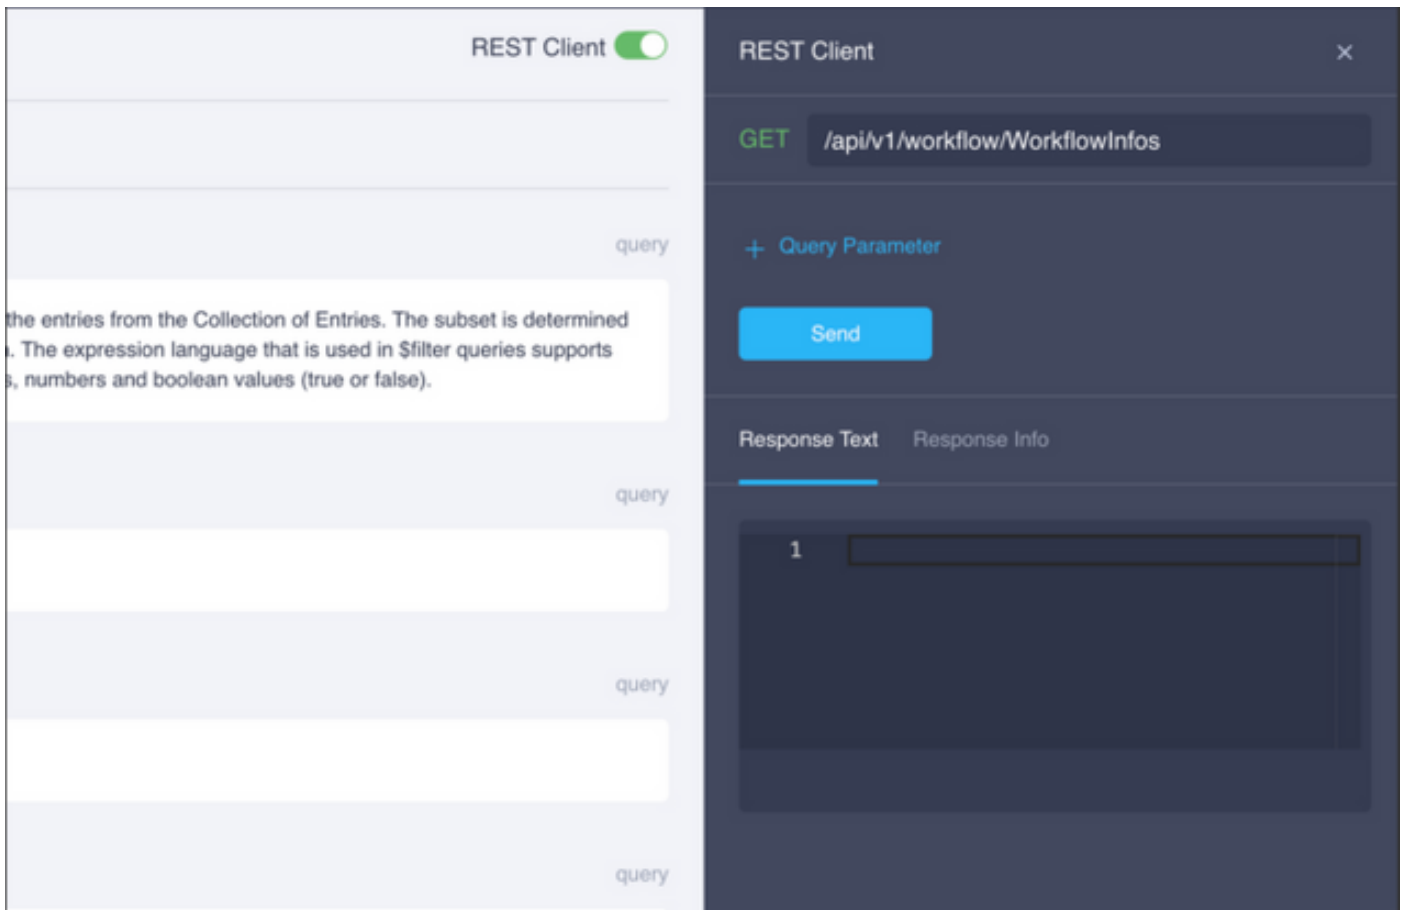 REST Client
query
the entries from the Collection of Entries. The subset is determined
. The expression language that is used in $filter queries supports
, numbers and boolean values (true or false).
query
query
query
REST Client ×
GET /api/v1/workflow/WorkflowInfos
+ Query Parameter
Send
Response Text Response Info
1